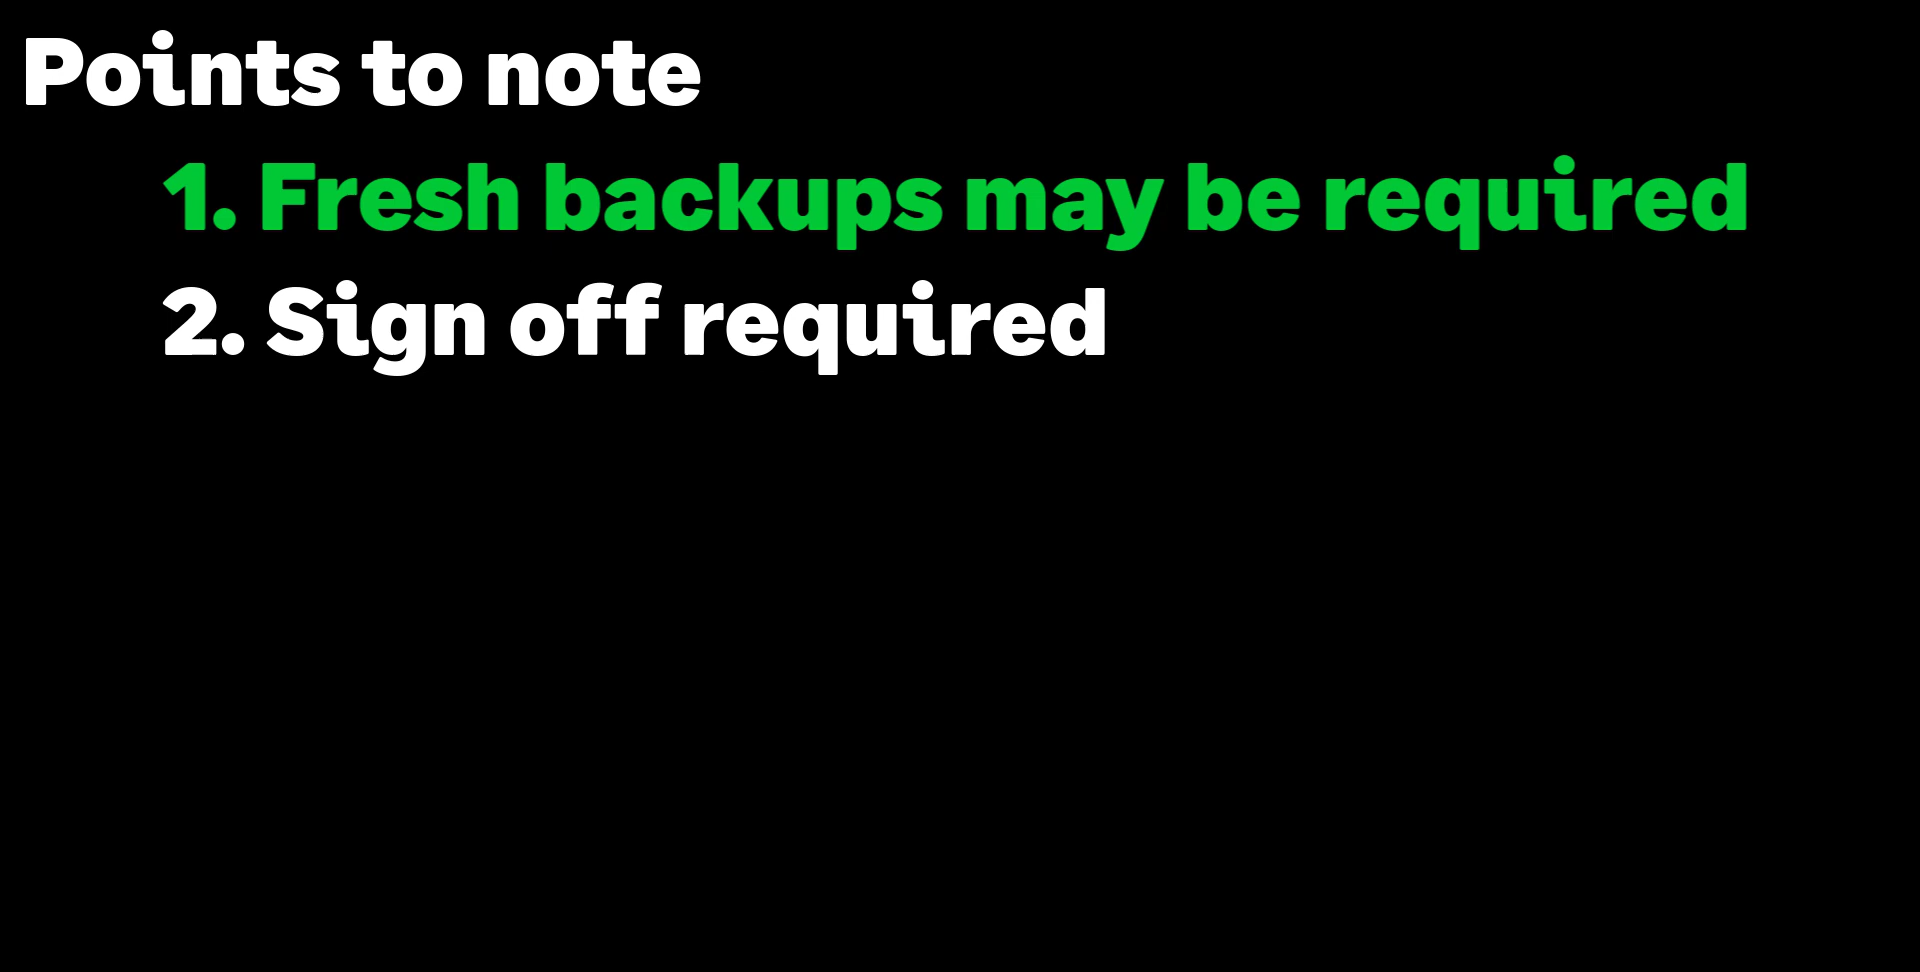 Points to note
1. Fresh backups may be required
2. Sign off required